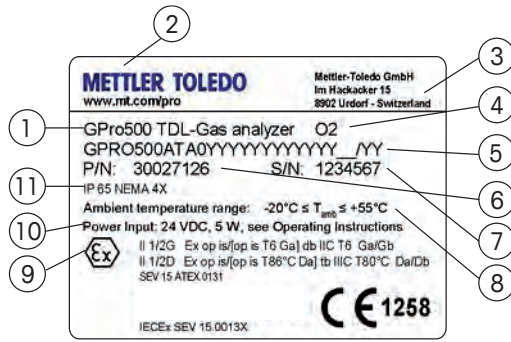 2
3
METTLER TOLEDO
www.mt.com/pro
Mettler-Toledo GmbH
Im Hackacker 15
8902 Urdorf - Switzerland
4
1
GPro500 TDL-Gas analyzer O2
GPRO500ATA0YYYYYYYYYYYY__/YY
5
P/N: 30027126 S/N: 1234567
11
6
IP 65 NEMA 4X
7
Ambient temperature range: -20°C ≤ Tamb ≤ +55°C
10
Power Input: 24 VDC, 5 W, see Operating Instructions
8
9
Ex
II 1/2G Ex op is/[op is T6 Ga] db IIC T6 Ga/Gb
II 1/2D Ex op is/[op is T86°C Da] tb IIIC T80°C Da/Db
SEV 15 ATEX 0131
CE 1258
IECEx SEV 15.0013X